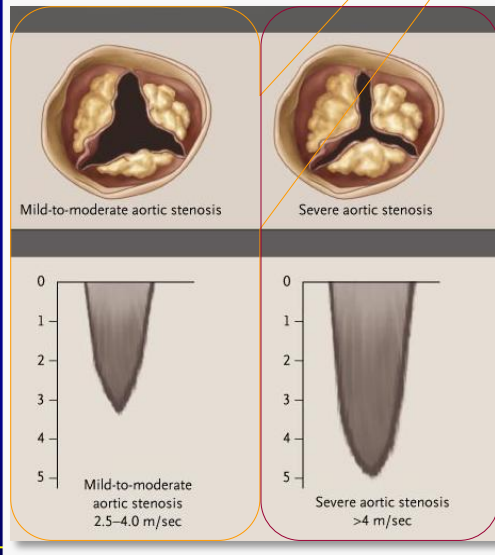 Mild-to-moderate aortic stenosis
Severe aortic stenosis
0
1
2
3
4
5
Mild-to-moderate
aortic stenosis
2.5–4.0 m/sec
0
1
2
3
4
5
Severe aortic stenosis
>4 m/sec